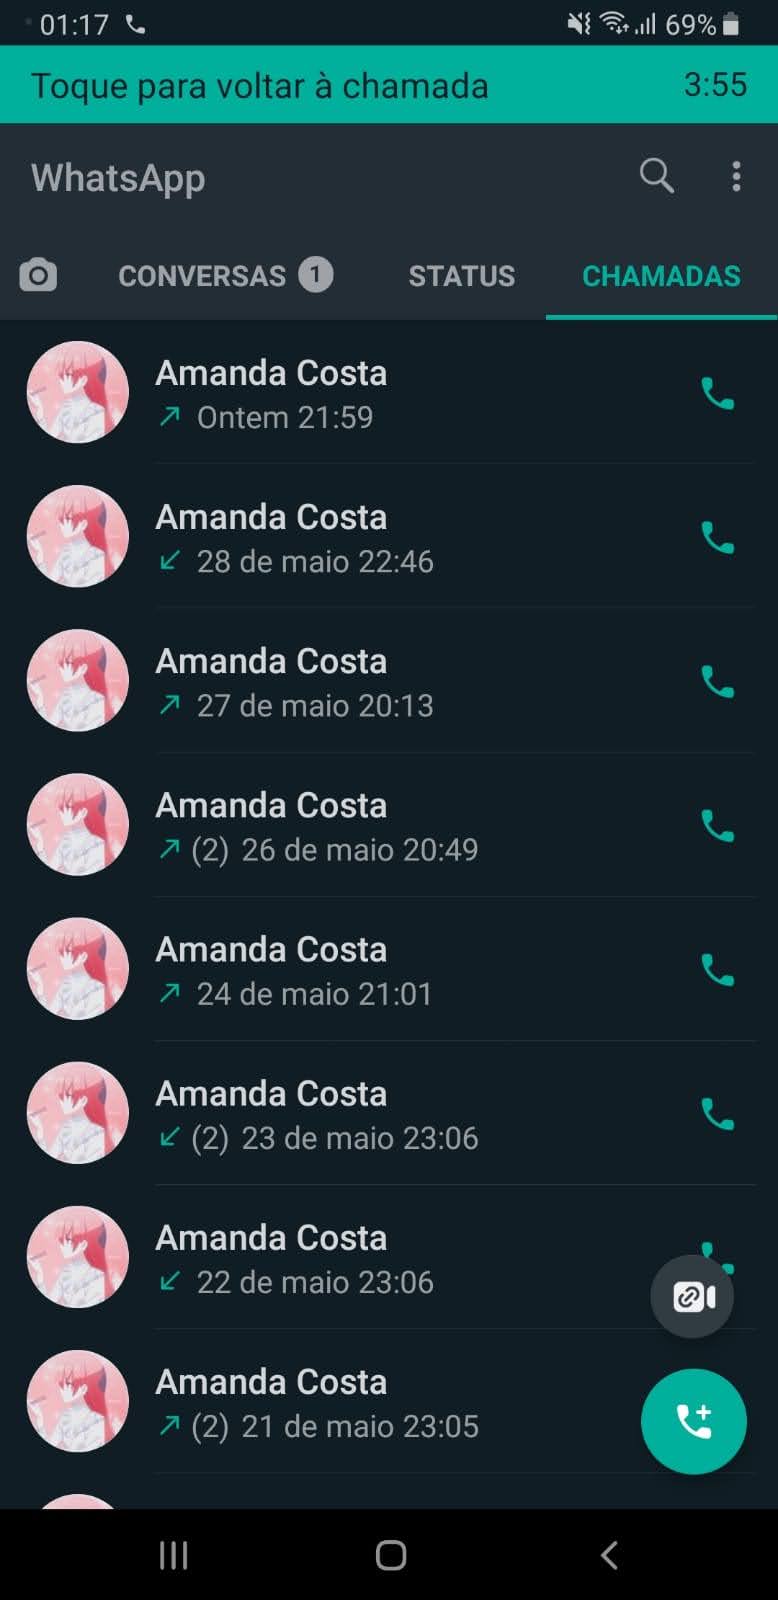 01:17
69%
Toque para voltar à chamada 3:55
WhatsApp
CONVERSAS 1 STATUS CHAMADAS
Amanda Costa
Ontem 21:59
Amanda Costa
28 de maio 22:46
Amanda Costa
27 de maio 20:13
Amanda Costa
(2) 26 de maio 20:49
Amanda Costa
24 de maio 21:01
Amanda Costa
(2) 23 de maio 23:06
Amanda Costa
22 de maio 23:06
Amanda Costa
(2) 21 de maio 23:05